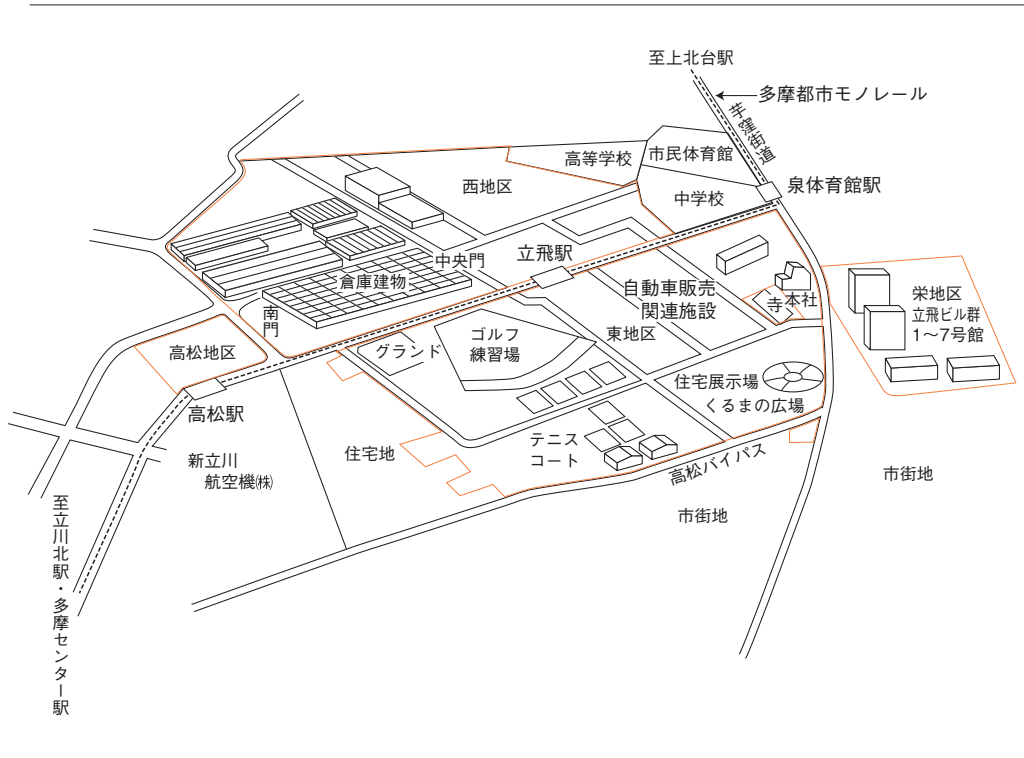 至上北台駅
多摩都市モノレール
芋窪街道
高等学校
市民体育館
西地区
中学校
泉体育館駅
立飛駅
中央門
倉庫建物
自動車販売
関連施設
本社
寺
栄地区
立飛ビル群
1〜7号館
南門
ゴルフ
練習場
東地区
グランド
高松地区
住宅展示場
くるまの広場
高松駅
テニス
コート
住宅地
新立川
航空機㈱
高松バイパス
市街地
市街地
至立川北駅・多摩センター駅